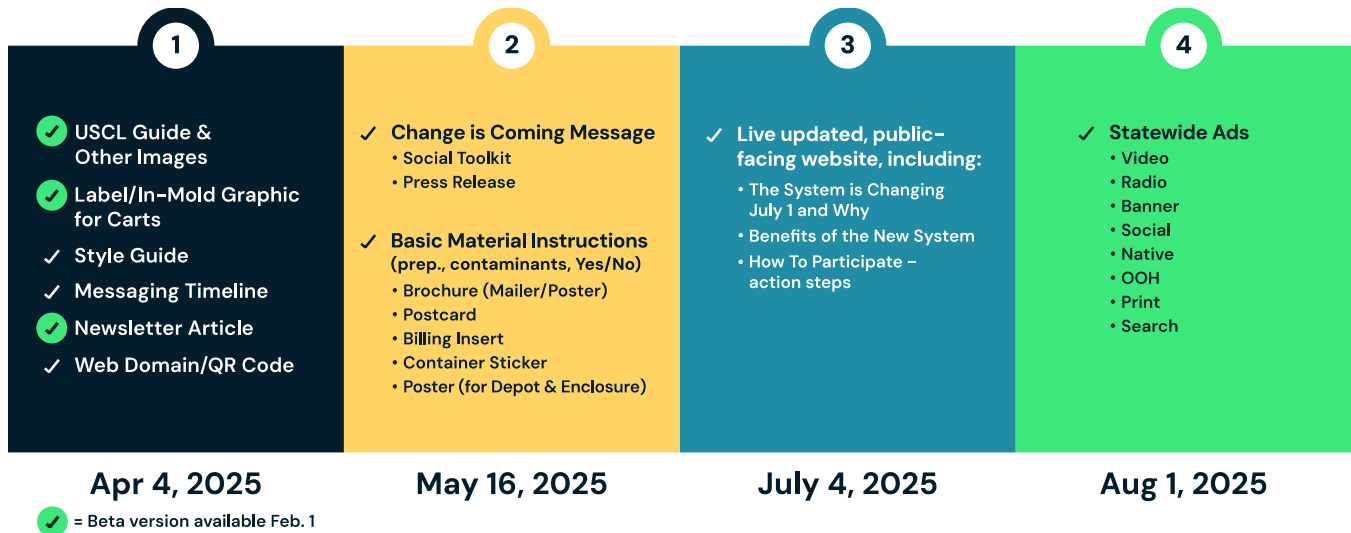 1
USCL Guide &
Other Images
Label/In-Mold Graphic
for Carts
Style Guide
Messaging Timeline
Newsletter Article
Web Domain/QR Code
Apr 4, 2025
= Beta version available Feb. 1
2
Change is Coming Message
• Social Toolkit
• Press Release
Basic Material Instructions
(prep., contaminants, Yes/No)
• Brochure (Mailer/Poster)
• Postcard
• Billing Insert
• Container Sticker
• Poster (for Depot & Enclosure)
May 16, 2025
3
Live updated, public-
facing website, including:
• The System is Changing
July 1 and Why
• Benefits of the New System
• How To Participate –
action steps
July 4, 2025
4
Statewide Ads
• Video
• Radio
• Banner
• Social
• Native
• OOH
• Print
• Search
Aug 1, 2025